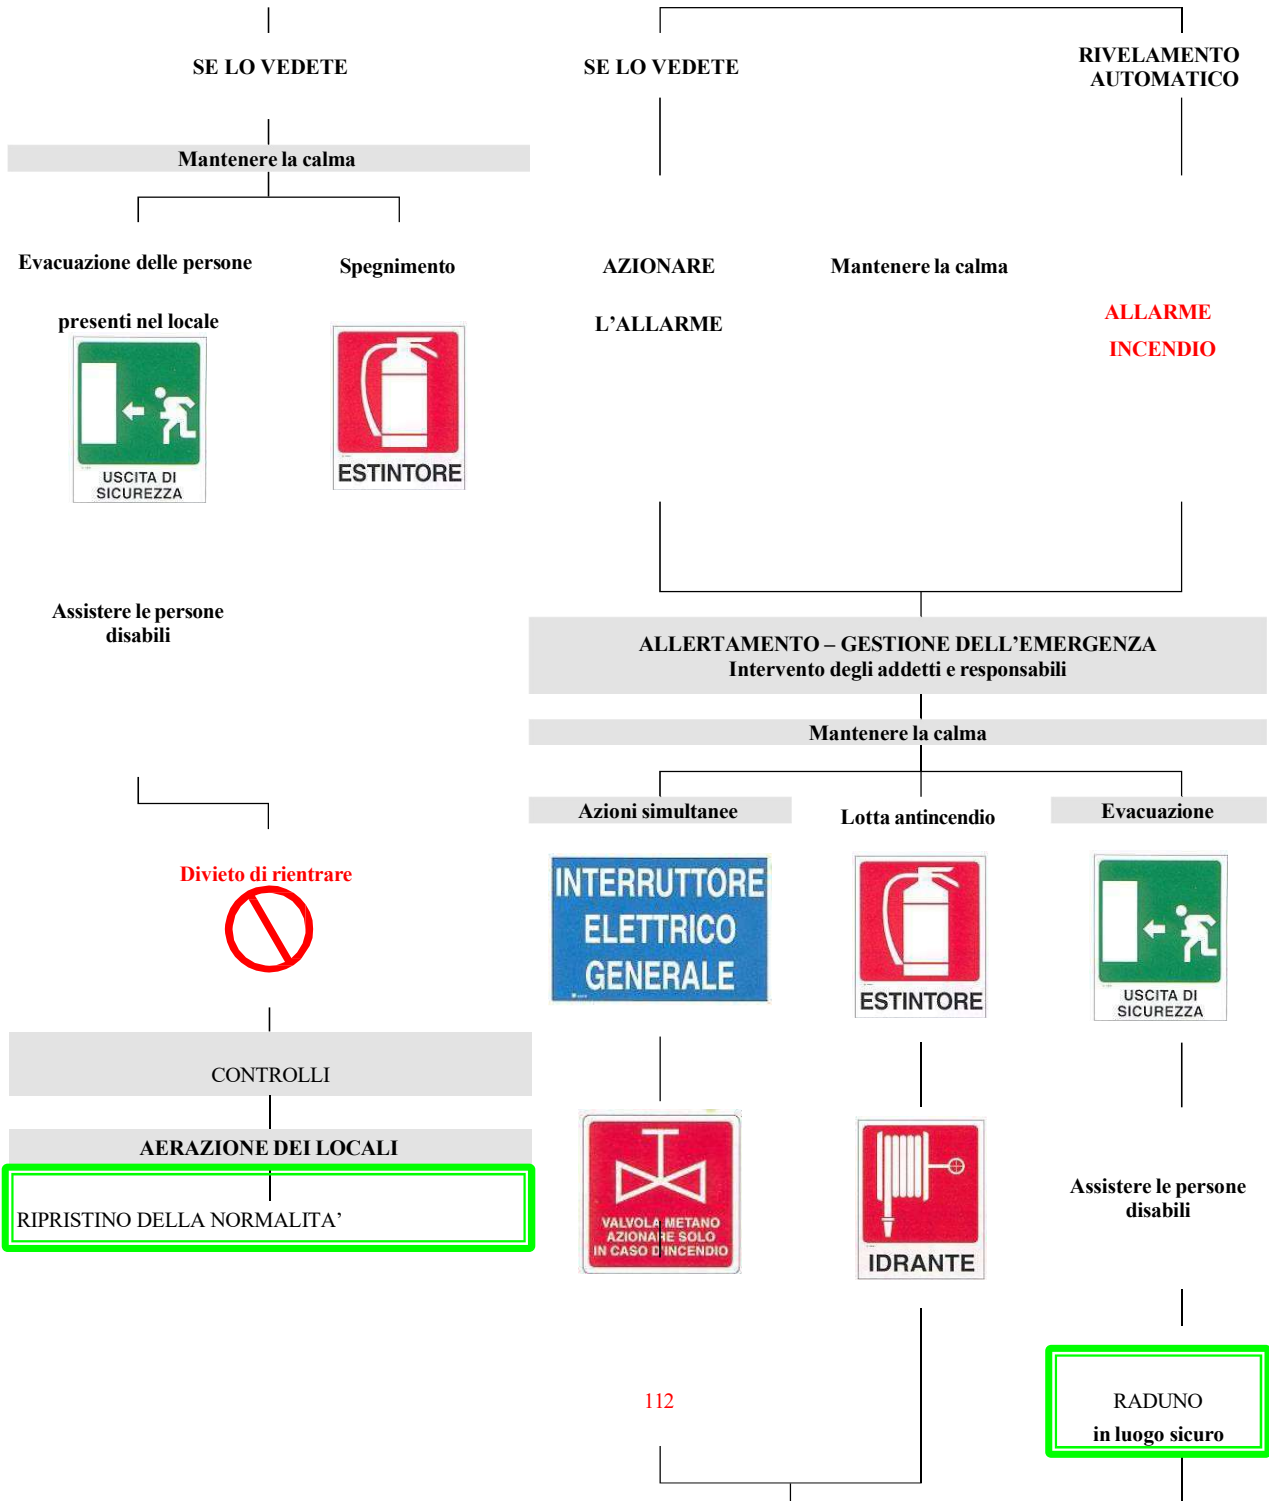 SE LO VEDETE
SE LO VEDETE
RIVELAMENTO
AUTOMATICO
Mantenere la calma
Evacuazione delle persone
presenti nel locale
Spegnimento
AZIONARE
L’ALLARME
Mantenere la calma
ALLARME
INCENDIO
USCITA DI
SICUREZZA
ESTINTORE
Assistere le persone
disabili
ALLERTAMENTO – GESTIONE DELL’EMERGENZA
Intervento degli addetti e responsabili
Mantenere la calma
Azioni simultanee
Lotta antincendio
Evacuazione
Divieto di rientrare
INTERRUTTORE
ELETTRICO
GENERALE
ESTINTORE
USCITA DI
SICUREZZA
CONTROLLI
AERAZIONE DEI LOCALI
RIPRISTINO DELLA NORMALITA’
VALVOLA METANO
AZIONARE SOLO
IN CASO D'INCENDIO
IDRANTE
Assistere le persone
disabili
112
RADUNO
in luogo sicuro